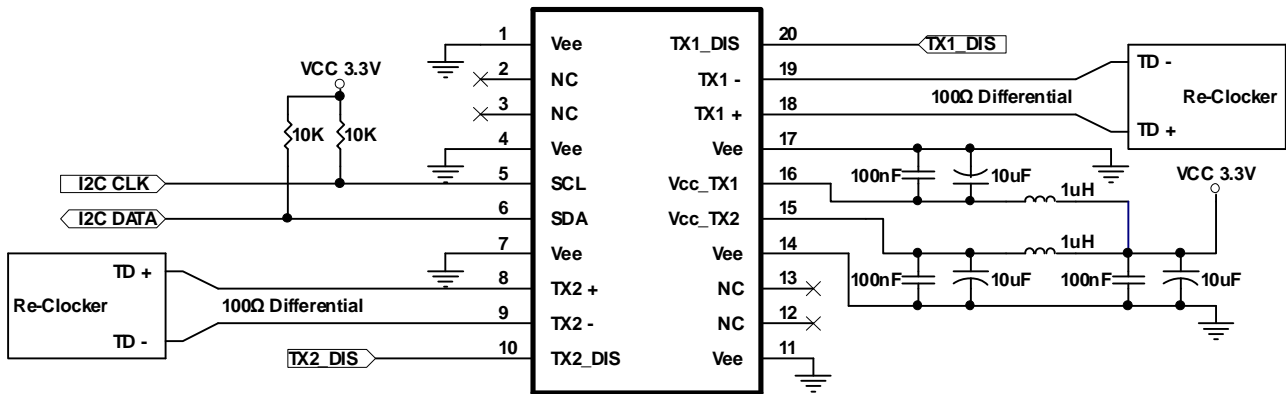 1 Vee TX1_DIS 20 TX1_DIS
VCC 3.3V 2 NC TX1 - 19 TD -
100Ω Differential Re-Clocker
3 NC TX1 + 18 TD +
10K 10K
4 Vee Vee 17
I2C CLK 5 SCL Vcc_TX1 16 100nF 10uF VCC 3.3V
1uH
I2C DATA 6 SDA Vcc_TX2 15
1uH
7 Vee Vee 14
TD + 8 TX2 + NC 13 100nF 10uF 100nF 10uF
Re-Clocker 100Ω Differential
TD - 9 TX2 - NC 12
TX2_DIS 10 TX2_DIS Vee 11